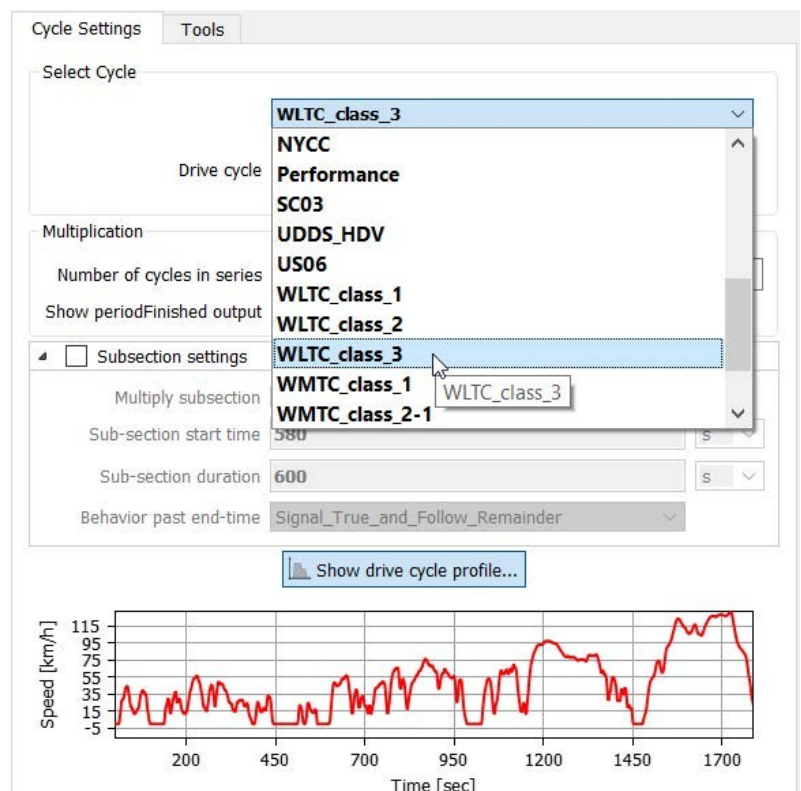 Cycle Settings Tools
Select Cycle
WLTC_class_3
Drive cycle
NYCC
Performance
SC03
UDDS_HDV
US06
WLTC_class_1
WLTC_class_2
WLTC_class_3
WMTC_class_1
WMTC_class_2-1
WLTC_class_3
Multiplication
Number of cycles in series
Show periodFinished output
Subsection settings
Multiply subsection
Sub-section start time 580 s
Sub-section duration 600 s
Behavior past end-time Signal_True_and_Follow_Remainder
Show drive cycle profile...
Speed [km/h]
115
95
75
55
35
15
-5
200 450 700 950 1200 1450 1700
Time [sec]